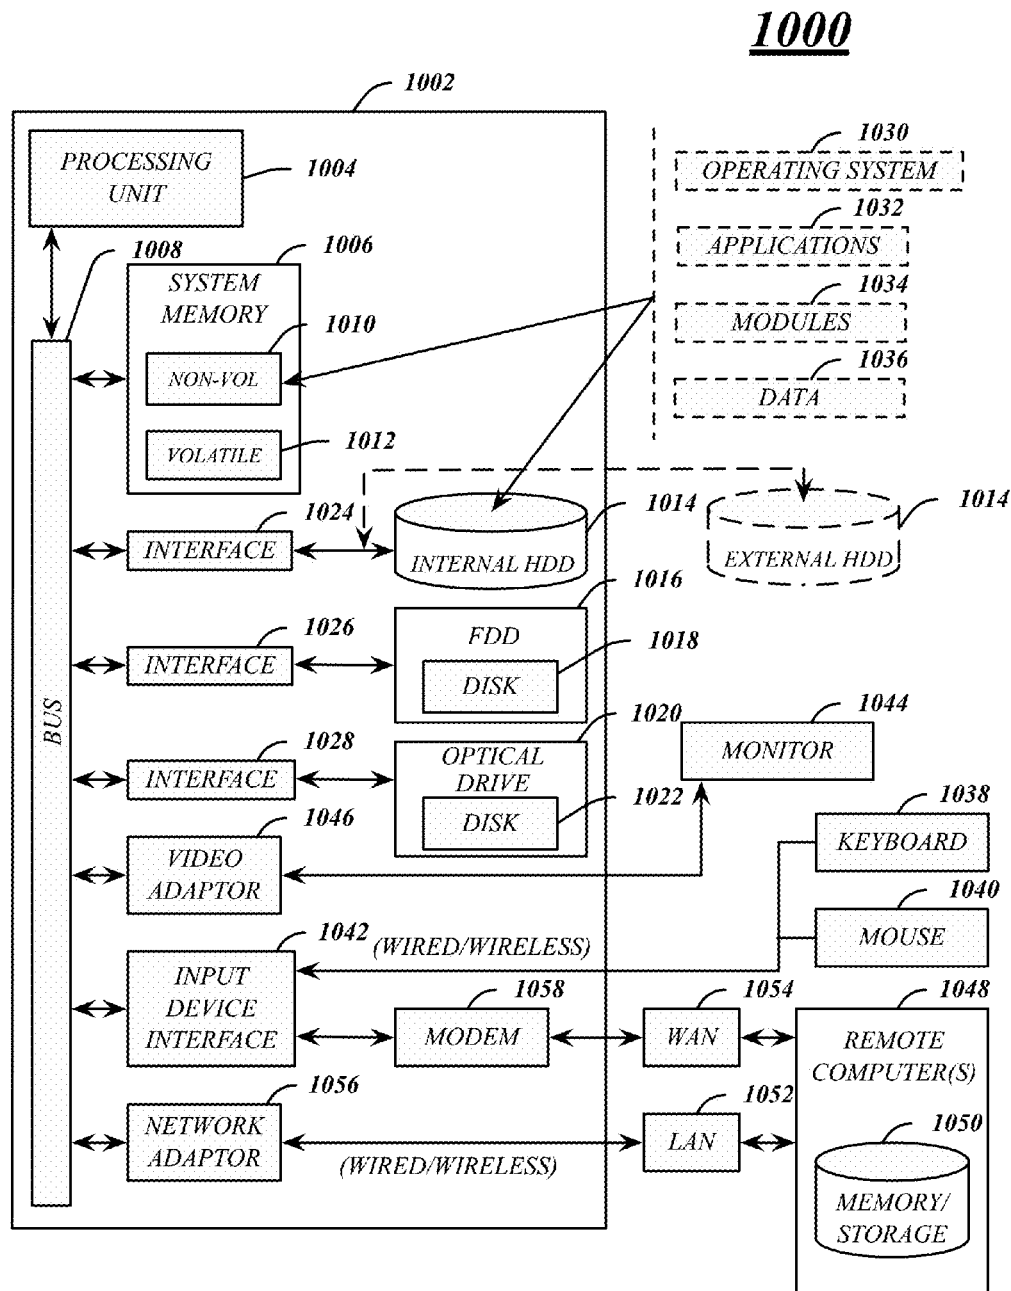 1000
1002
PROCESSING
UNIT
1004
1008
1006
SYSTEM
MEMORY
1010
NON-VOL
1012
VOLATILE
1030
OPERATING SYSTEM
1032
APPLICATIONS
1034
MODULES
1036
DATA
BUS
1024
INTERFACE
1014
INTERNAL HDD
1014
EXTERNAL HDD
1016
1026
INTERFACE
FDD
1018
DISK
1028
INTERFACE
1020
OPTICAL
DRIVE
1022
DISK
1044
MONITOR
1046
VIDEO
ADAPTOR
1038
KEYBOARD
1040
MOUSE
1042
INPUT
DEVICE
INTERFACE
(WIRED/WIRELESS)
1058
MODEM
1054
WAN
1048
REMOTE
COMPUTER(S)
1056
NETWORK
ADAPTOR
(WIRED/WIRELESS)
1052
LAN
1050
MEMORY/
STORAGE